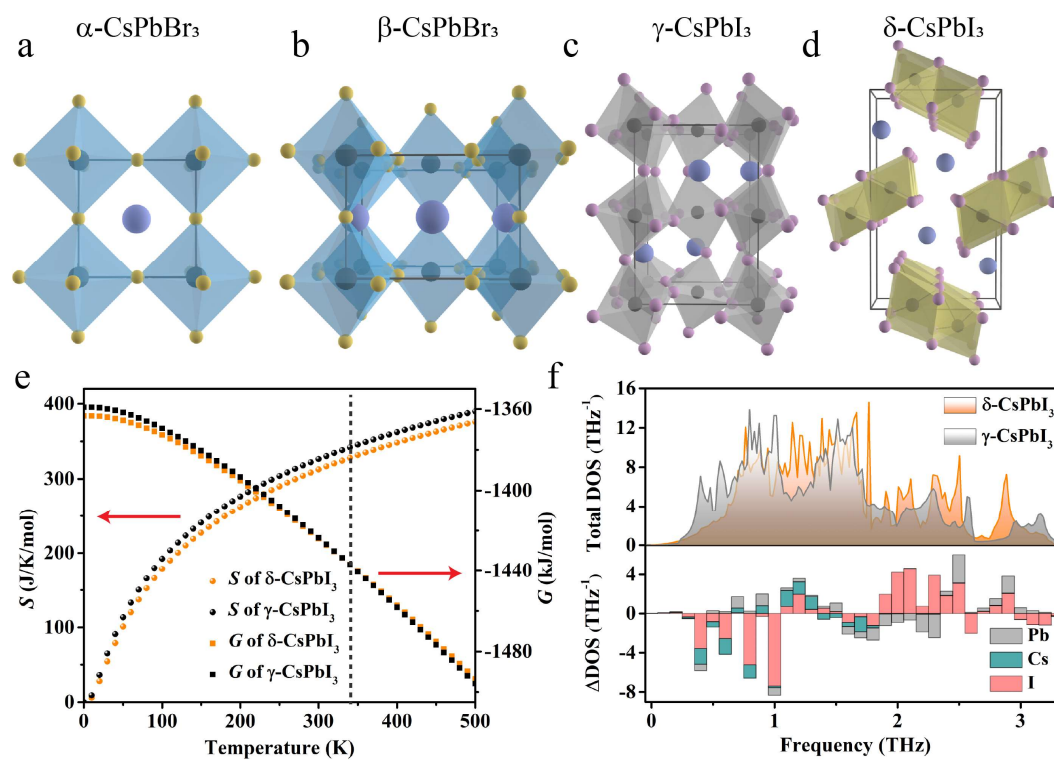 α-CsPbBr₃
β-CsPbBr₃
γ-CsPbI₃
δ-CsPbI₃
a
b
c
d
e
400
300
200
100
0
S (J/K/mol)
-1360
-1400
-1440
-1480
G (kJ/mol)
S of δ-CsPbI₃
S of γ-CsPbI₃
G of δ-CsPbI₃
G of γ-CsPbI₃
0 100 200 300 400 500
Temperature (K)
f
16
12
8
4
0
Total DOS (THz⁻¹)
δ-CsPbI₃
γ-CsPbI₃
4
0
-4
-8
ΔDOS (THz⁻¹)
Pb
Cs
I
0 1 2 3
Frequency (THz)